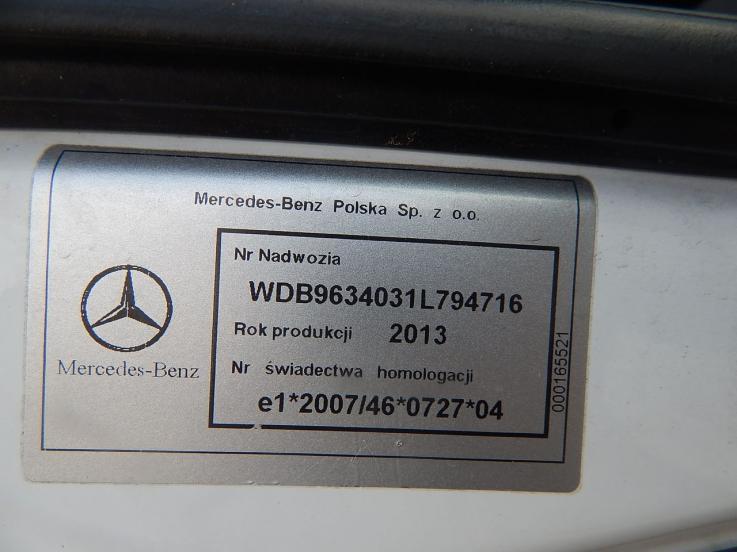 Mercedes-Benz Polska Sp. z o.o.
Nr Nadwozia
WDB9634031L794716
Rok produkcji 2013
Nr świadectwa homologacji
e1*2007/46*0727*04
Mercedes-Benz
000165521